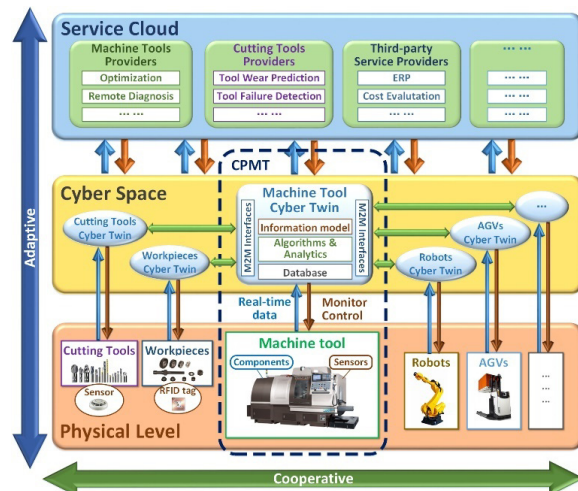 Service Cloud
Machine Tools
Providers
Optimization
Remote Diagnosis
... ...
Cutting Tools
Providers
Tool Wear Prediction
Tool Failure Detection
... ...
Third-party
Service Providers
ERP
Cost Evalutation
... ...
... ...
... ...
... ...
... ...
CPMT
Cyber Space
Machine Tool
Cyber Twin
M2M Interfaces
Information model
Algorithms &
Analytics
Database
M2M Interfaces
Cutting Tools
Cyber Twin
Workpieces
Cyber Twin
...
AGVs
Cyber Twin
Robots
Cyber Twin
Real-time
data
Monitor
Control
Machine tool
Components
Sensors
Cutting Tools
Sensor
Workpieces
RFID tag
Robots
AGVs
... ...
Physical Level
Adaptive
Cooperative